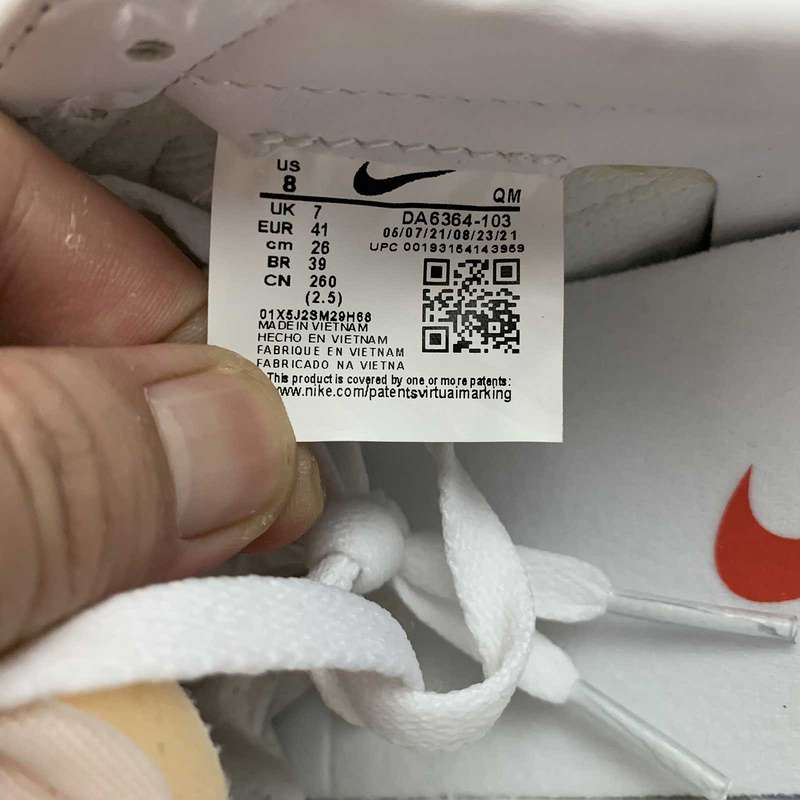 US
8
QM
UK 7
EUR 41
cm 26
BR 39
CN 260
(2.5)
DA6364-103
05/07/21/08/23/21
UPC 00193154143959
01X5J2SM29H68
MADE IN VIETNAM
HECHO EN VIETNAM
FABRIQUE EN VIETNAM
FABRICADO NA VIETNA
This product is covered by one or more patents:
www.nike.com/patentsvirtualmarking